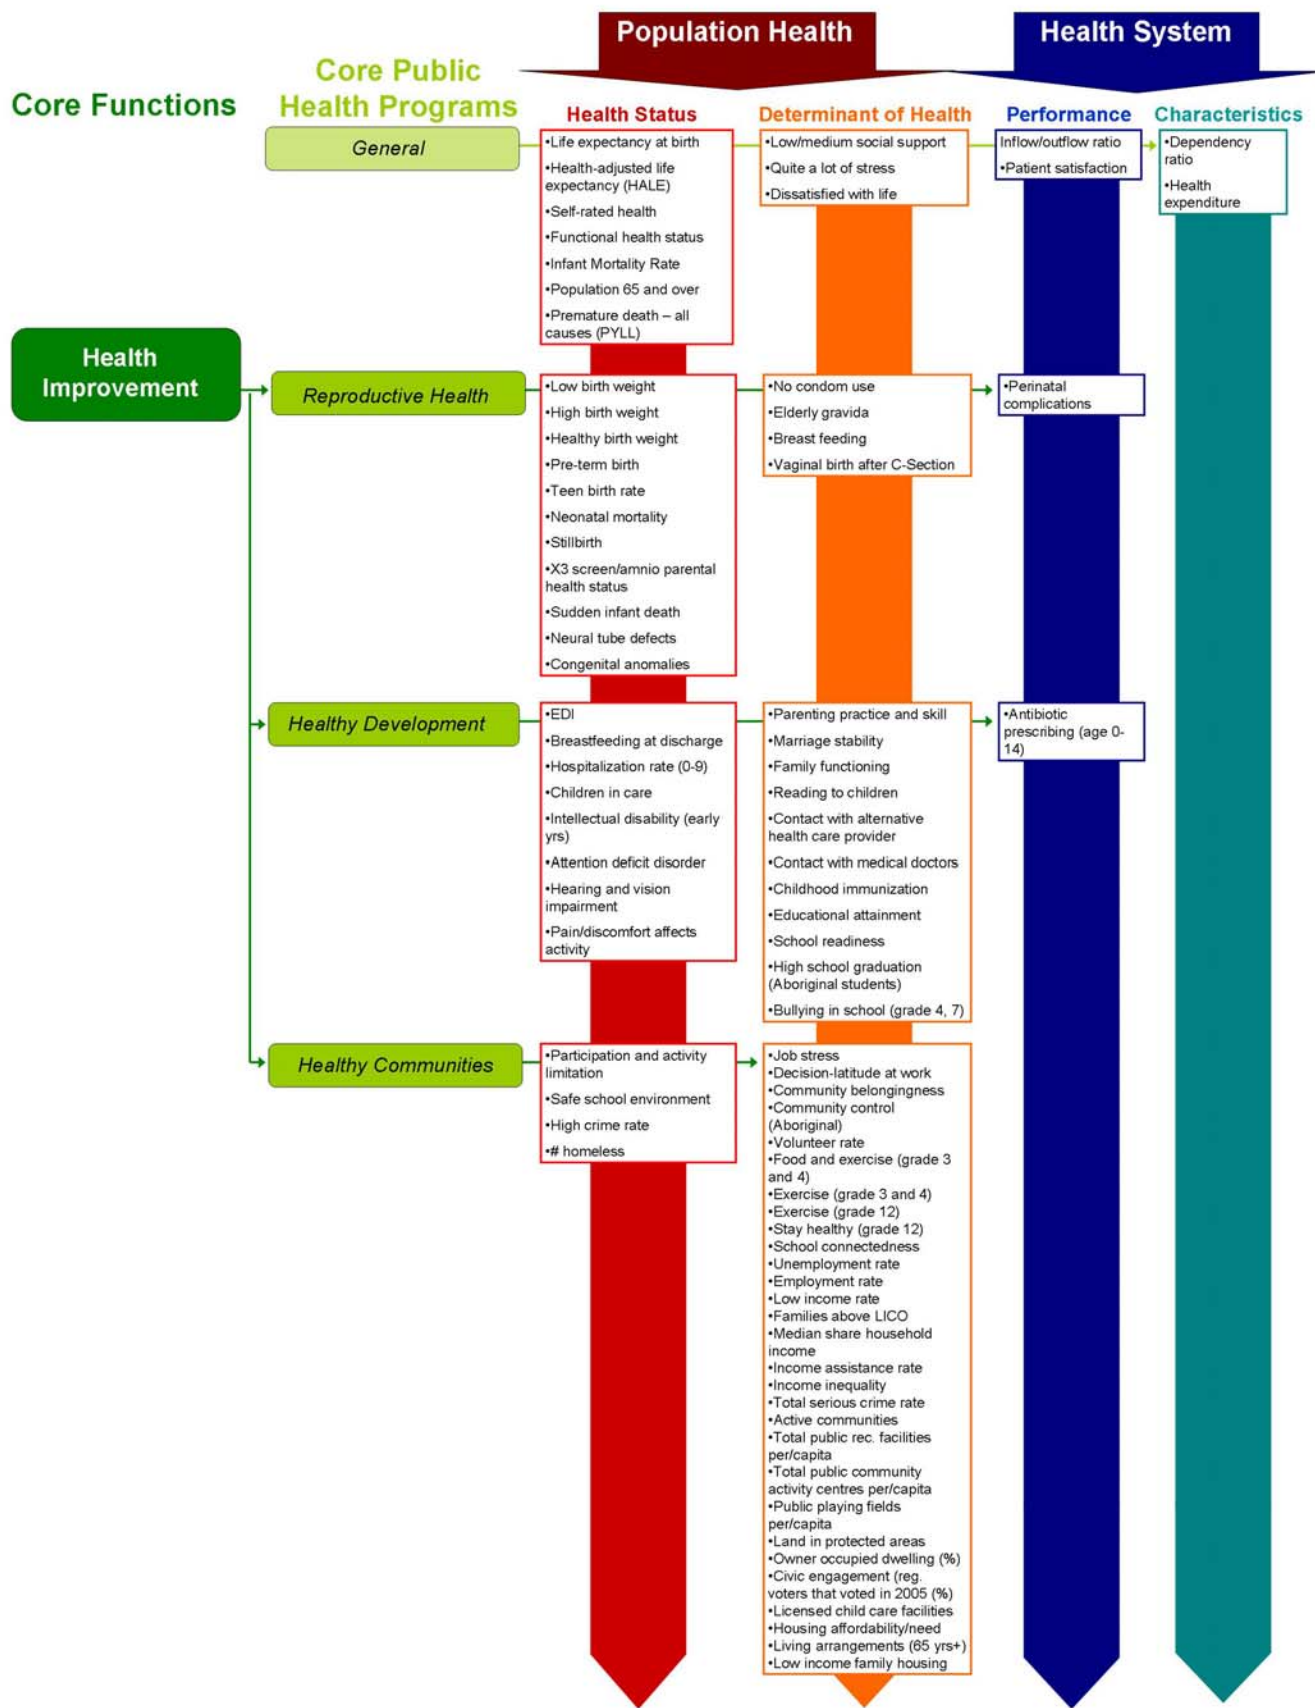 Population Health
Health System
Core Functions
Core Public
Health Programs
Health Status
Determinant of Health
Performance
Characteristics
General
•Life expectancy at birth
•Health-adjusted life
expectancy (HALE)
•Self-rated health
•Functional health status
•Infant Mortality Rate
•Population 65 and over
•Premature death – all
causes (PYLL)
•Low/medium social support
•Quite a lot of stress
•Dissatisfied with life
Inflow/outflow ratio
•Patient satisfaction
•Dependency
ratio
•Health
expenditure
Health
Improvement
Reproductive Health
•Low birth weight
•High birth weight
•Healthy birth weight
•Pre-term birth
•Teen birth rate
•Neonatal mortality
•Stillbirth
•X3 screen/amnio parental
health status
•Sudden infant death
•Neural tube defects
•Congenital anomalies
•No condom use
•Elderly gravida
•Breast feeding
•Vaginal birth after C-Section
•Perinatal
complications
Healthy Development
•EDI
•Breastfeeding at discharge
•Hospitalization rate (0-9)
•Children in care
•Intellectual disability (early
yrs)
•Attention deficit disorder
•Hearing and vision
impairment
•Pain/discomfort affects
activity
•Parenting practice and skill
•Marriage stability
•Family functioning
•Reading to children
•Contact with alternative
health care provider
•Contact with medical doctors
•Childhood immunization
•Educational attainment
•School readiness
•High school graduation
(Aboriginal students)
•Bullying in school (grade 4, 7)
•Antibiotic
prescribing (age 0-
14)
Healthy Communities
•Participation and activity
limitation
•Safe school environment
•High crime rate
•# homeless
•Job stress
•Decision-latitude at work
•Community belongingness
•Community control
(Aboriginal)
•Volunteer rate
•Food and exercise (grade 3
and 4)
•Exercise (grade 3 and 4)
•Exercise (grade 12)
•Stay healthy (grade 12)
•School connectedness
•Unemployment rate
•Employment rate
•Low income rate
•Families above LICO
•Median share household
income
•Income assistance rate
•Income inequality
•Total serious crime rate
•Active communities
•Total public rec. facilities
per/capita
•Total public community
activity centres per/capita
•Public playing fields
per/capita
•Land in protected areas
•Owner occupied dwelling (%)
•Civic engagement (reg.
voters that voted in 2005 (%)
•Licensed child care facilities
•Housing affordability/need
•Living arrangements (65 yrs+)
•Low income family housing